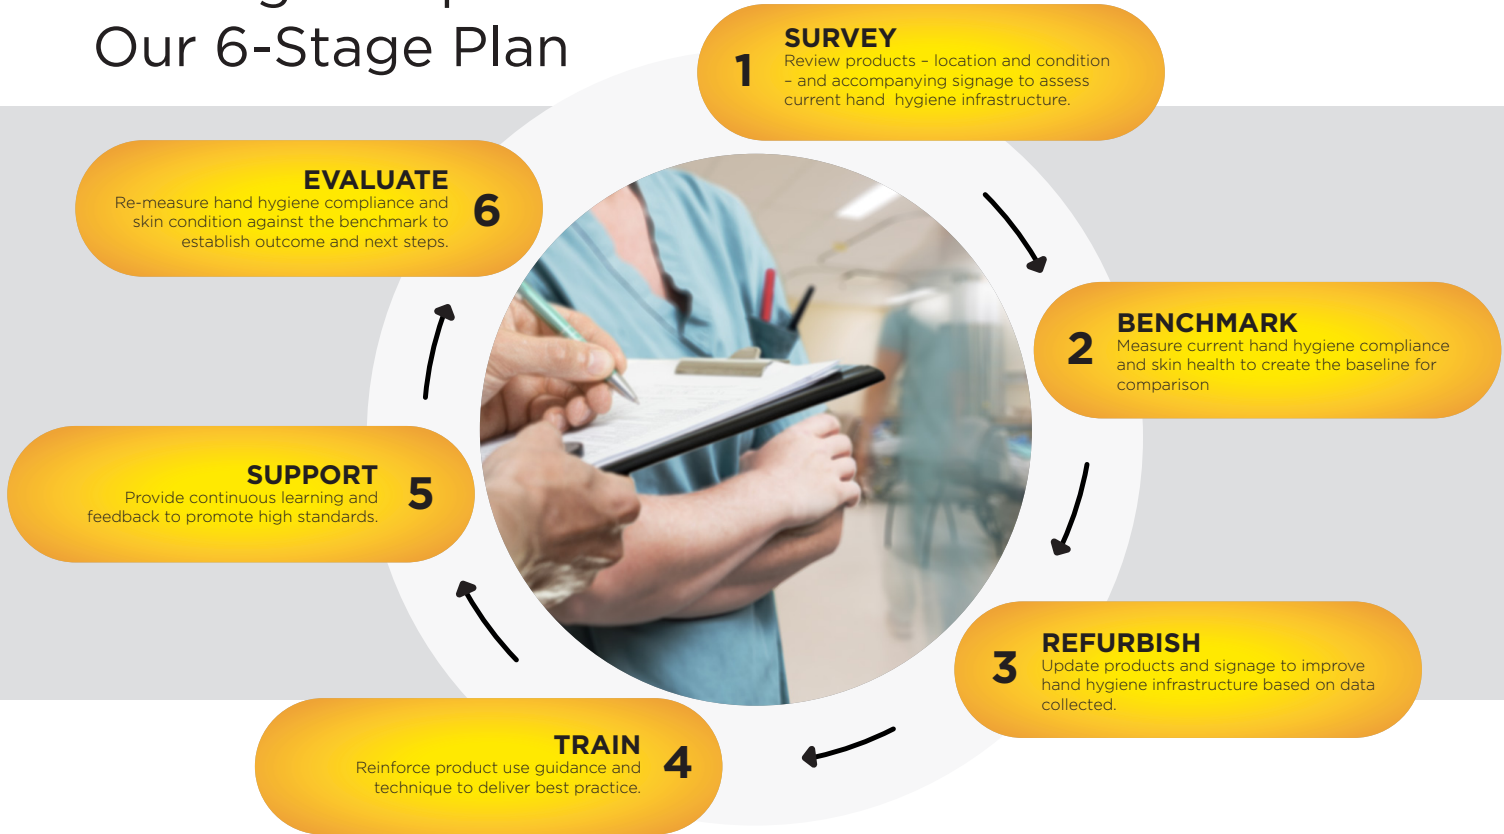 Our 6-Stage Plan
1
SURVEY
Review products – location and condition
– and accompanying signage to assess
current hand  hygiene infrastructure.
2
BENCHMARK
Measure current hand hygiene compliance
and skin health to create the baseline for
comparison
3
REFURBISH
Update products and signage to improve
hand hygiene infrastructure based on data
collected.
4
TRAIN
Reinforce product use guidance and
technique to deliver best practice.
5
SUPPORT
Provide continuous learning and
feedback to promote high standards.
6
EVALUATE
Re-measure hand hygiene compliance and
skin condition against the benchmark to
establish outcome and next steps.